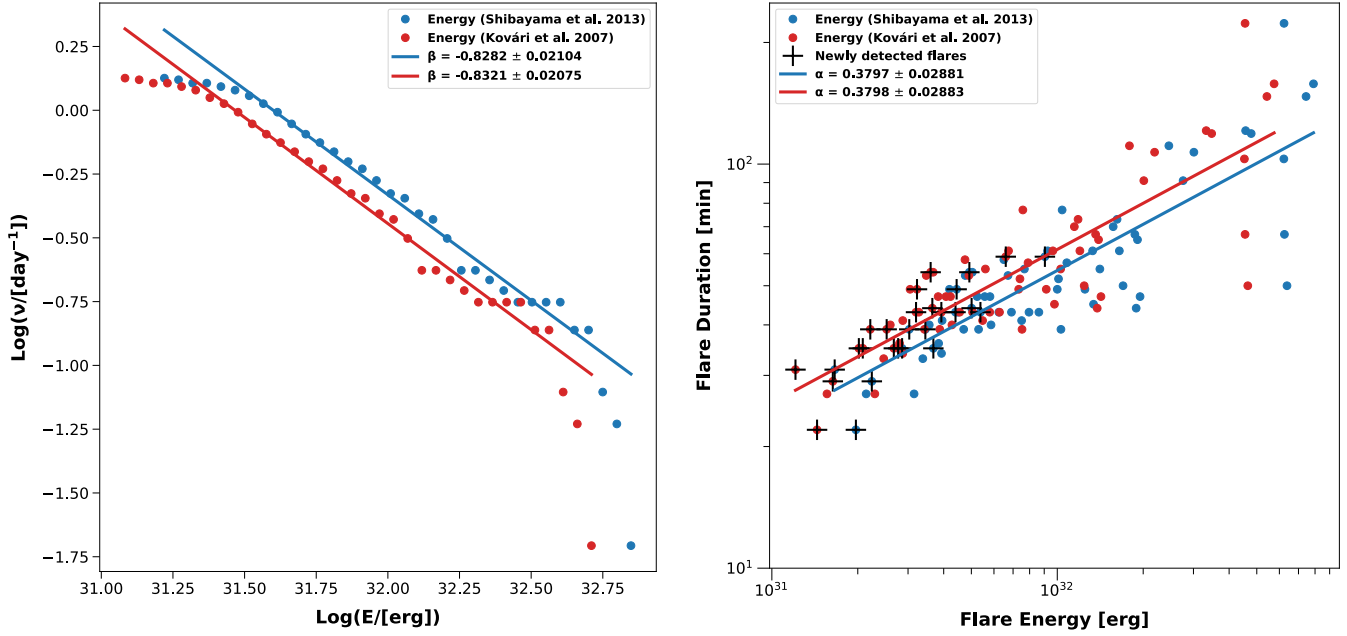 Energy (Shibayama et al. 2013)
Energy (Kovári et al. 2007)
β = -0.8282 ± 0.02104
β = -0.8321 ± 0.02075
Log(ν/[day⁻¹])
0.25
0.00
−0.25
−0.50
−0.75
−1.00
−1.25
−1.50
−1.75
31.00 31.25 31.50 31.75 32.00 32.25 32.50 32.75
Log(E/[erg])
Energy (Shibayama et al. 2013)
Energy (Kovári et al. 2007)
Newly detected flares
α = 0.3797 ± 0.02881
α = 0.3798 ± 0.02883
Flare Duration [min]
10²
10¹
10³¹ 10³²
Flare Energy [erg]